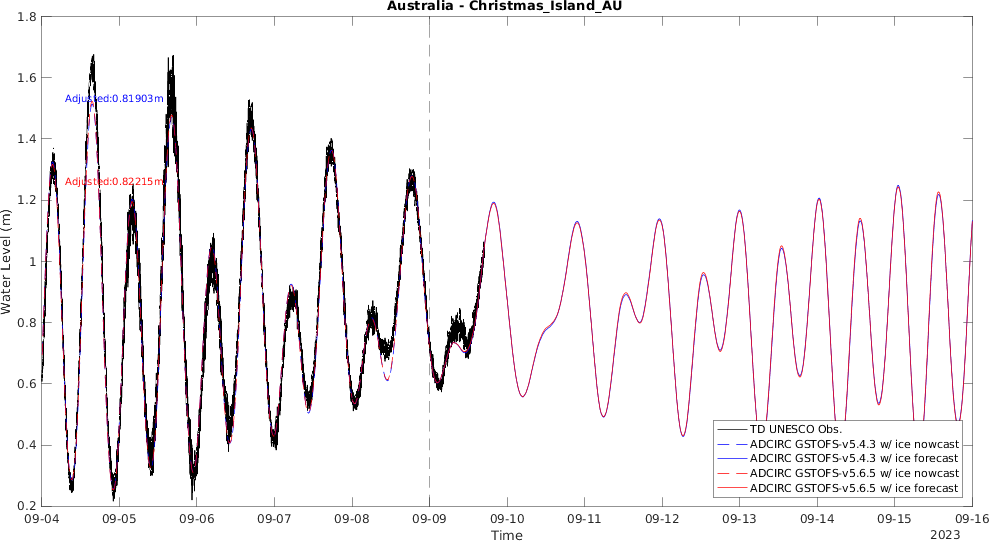 Australia - Christmas_Island_AU
1.8
1.6
1.4
1.2
1
0.8
0.6
0.4
0.2
Water Level (m)
Adjusted:0.81903m
Adjusted:0.82215m
TD UNESCO Obs.
ADCIRC GSTOFS-v5.4.3 w/ ice nowcast
ADCIRC GSTOFS-v5.4.3 w/ ice forecast
ADCIRC GSTOFS-v5.6.5 w/ ice nowcast
ADCIRC GSTOFS-v5.6.5 w/ ice forecast
09-04 09-05 09-06 09-07 09-08 09-09 09-10 09-11 09-12 09-13 09-14 09-15 09-16
Time
2023